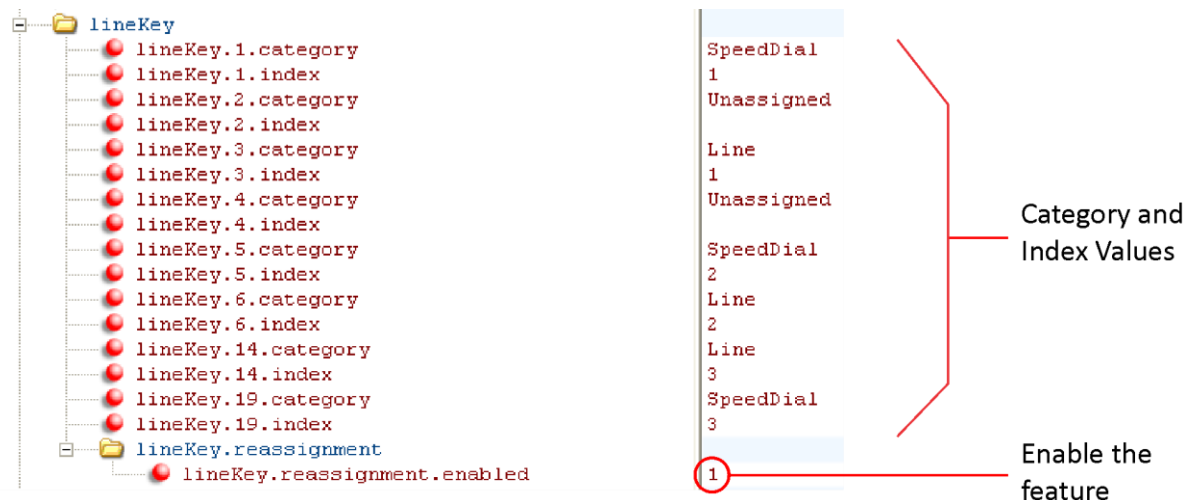 lineKey
lineKey.1.category SpeedDial
lineKey.1.index 1
lineKey.2.category Unassigned
lineKey.2.index
lineKey.3.category Line
lineKey.3.index 1
lineKey.4.category Unassigned
lineKey.4.index
lineKey.5.category SpeedDial
lineKey.5.index 2
lineKey.6.category Line
lineKey.6.index 2
lineKey.14.category Line
lineKey.14.index 3
lineKey.19.category SpeedDial
lineKey.19.index 3
lineKey.reassignment
lineKey.reassignment.enabled 1
Category and
Index Values
Enable the
feature